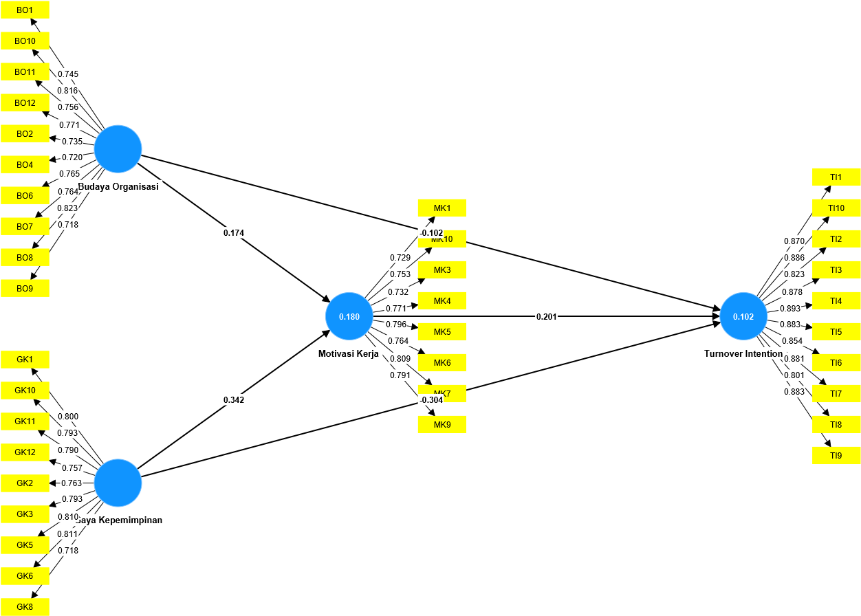 BO1
BO10
BO11
BO12
BO2
BO4
BO6
BO7
BO8
BO9
0.745
0.816
0.756
0.771
0.735
0.720
0.765
0.764
0.823
0.718
Budaya Organisasi
GK1
GK10
GK11
GK12
GK2
GK3
GK5
GK6
GK8
0.800
0.793
0.790
0.757
0.763
0.793
0.810
0.811
0.718
Gaya Kepemimpinan
0.174
0.342
-0.102
0.201
-0.304
0.180
Motivasi Kerja
MK1
MK10
MK3
MK4
MK5
MK6
MK7
MK9
0.729
0.753
0.732
0.771
0.796
0.764
0.809
0.791
0.102
Turnover Intention
TI1
TI10
TI2
TI3
TI4
TI5
TI6
TI7
TI8
TI9
0.870
0.886
0.823
0.878
0.893
0.883
0.854
0.881
0.801
0.883